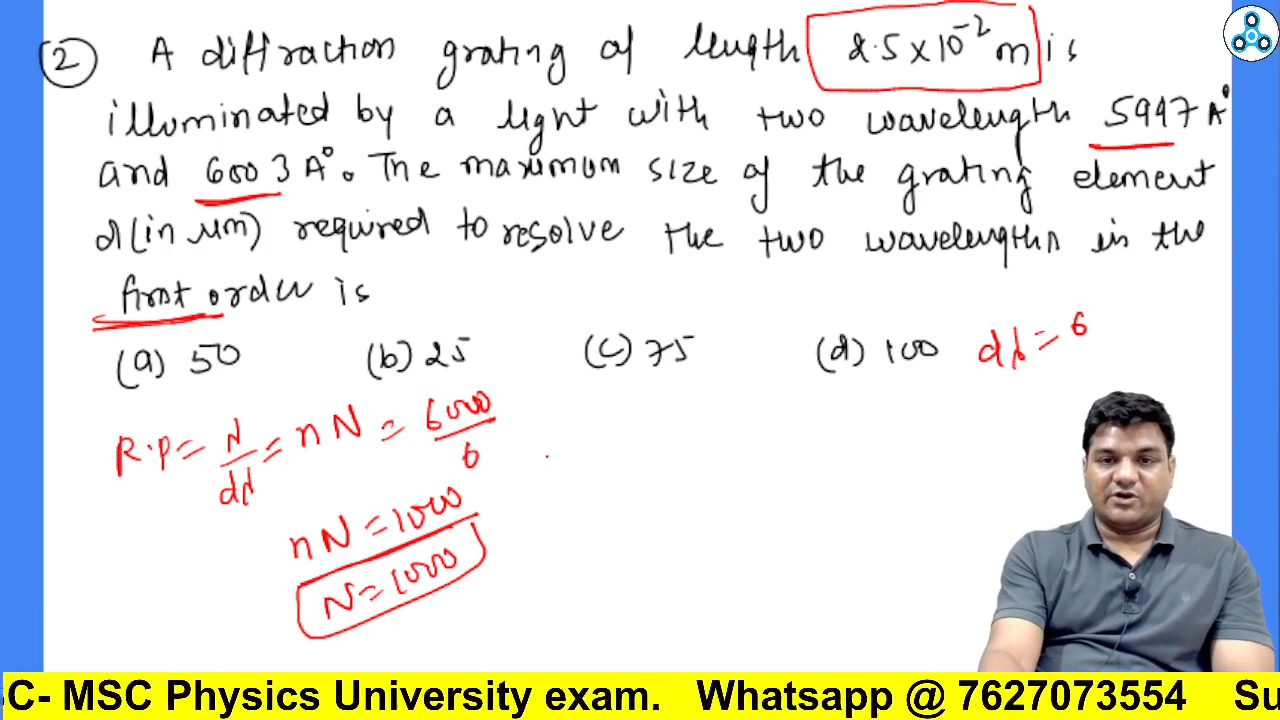 (2) A diffraction grating of length 2.5 x 10⁻² m is
illuminated by a light with two wavelength 5997 A°
and 6003 A°. The maximum size of the grating element
d (in μm) required to resolve the two wavelengths in the
first order is
(a) 50 (b) 25 (c) 75 (d) 100 dλ = 6
R.P = λ/dλ = nN = 6000/6
nN = 1000
N = 1000
SC- MSC Physics University exam. Whatsapp @ 7627073554 Su